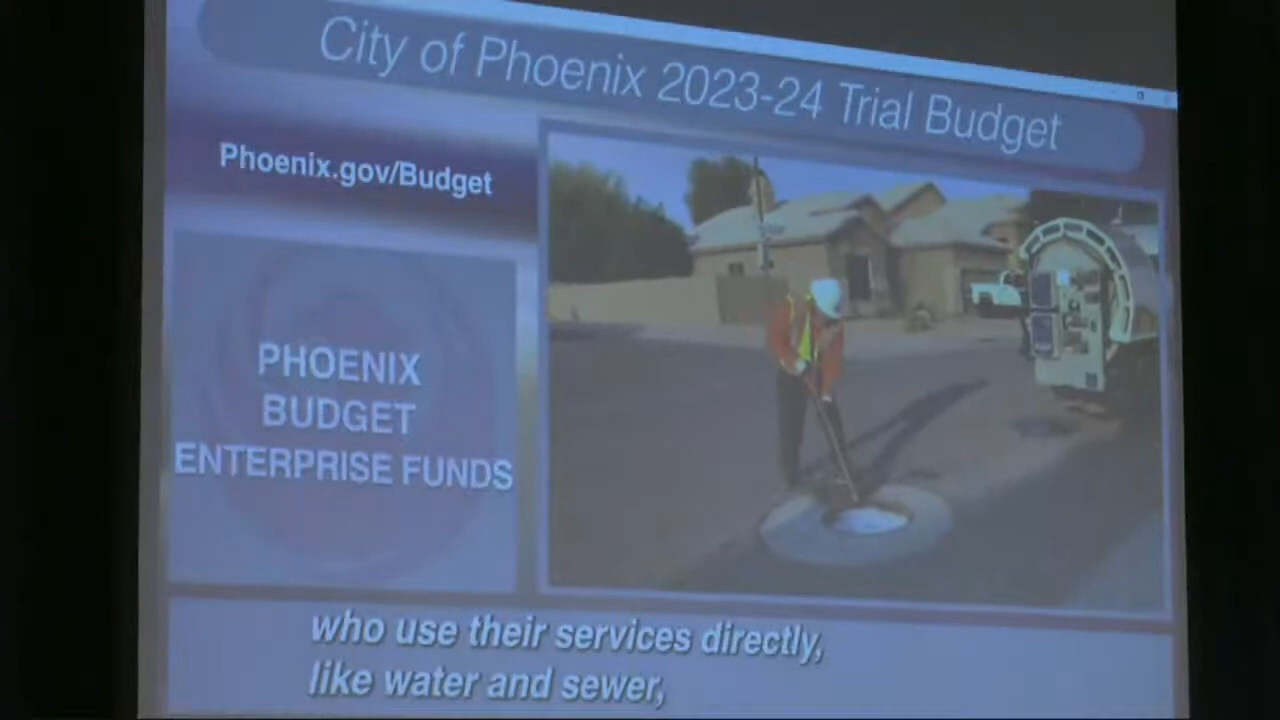 City of Phoenix 2023-24 Trial Budget
Phoenix.gov/Budget
PHOENIX
BUDGET
ENTERPRISE FUNDS
who use their services directly,
like water and sewer,